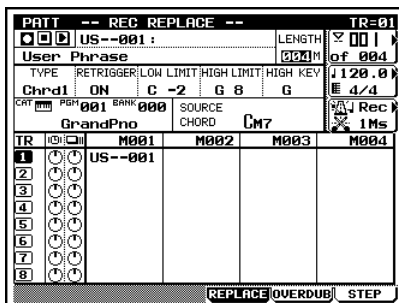 PATT -- REC REPLACE -- TR=01
US--001: LENGTH
User Phrase 004M of 004
TYPE RETRIGGER LOW LIMIT HIGH LIMIT HIGH KEY ♩120.0
Chrd1 ON C -2 G 8 G 4/4
CAT PGM 001 BANK 000 SOURCE Rec
GrandPno CHORD CM7 1Ms
TR M001 M002 M003 M004
1 US--001
2
3
4
5
6
7
8
REPLACE OVERDUB STEP